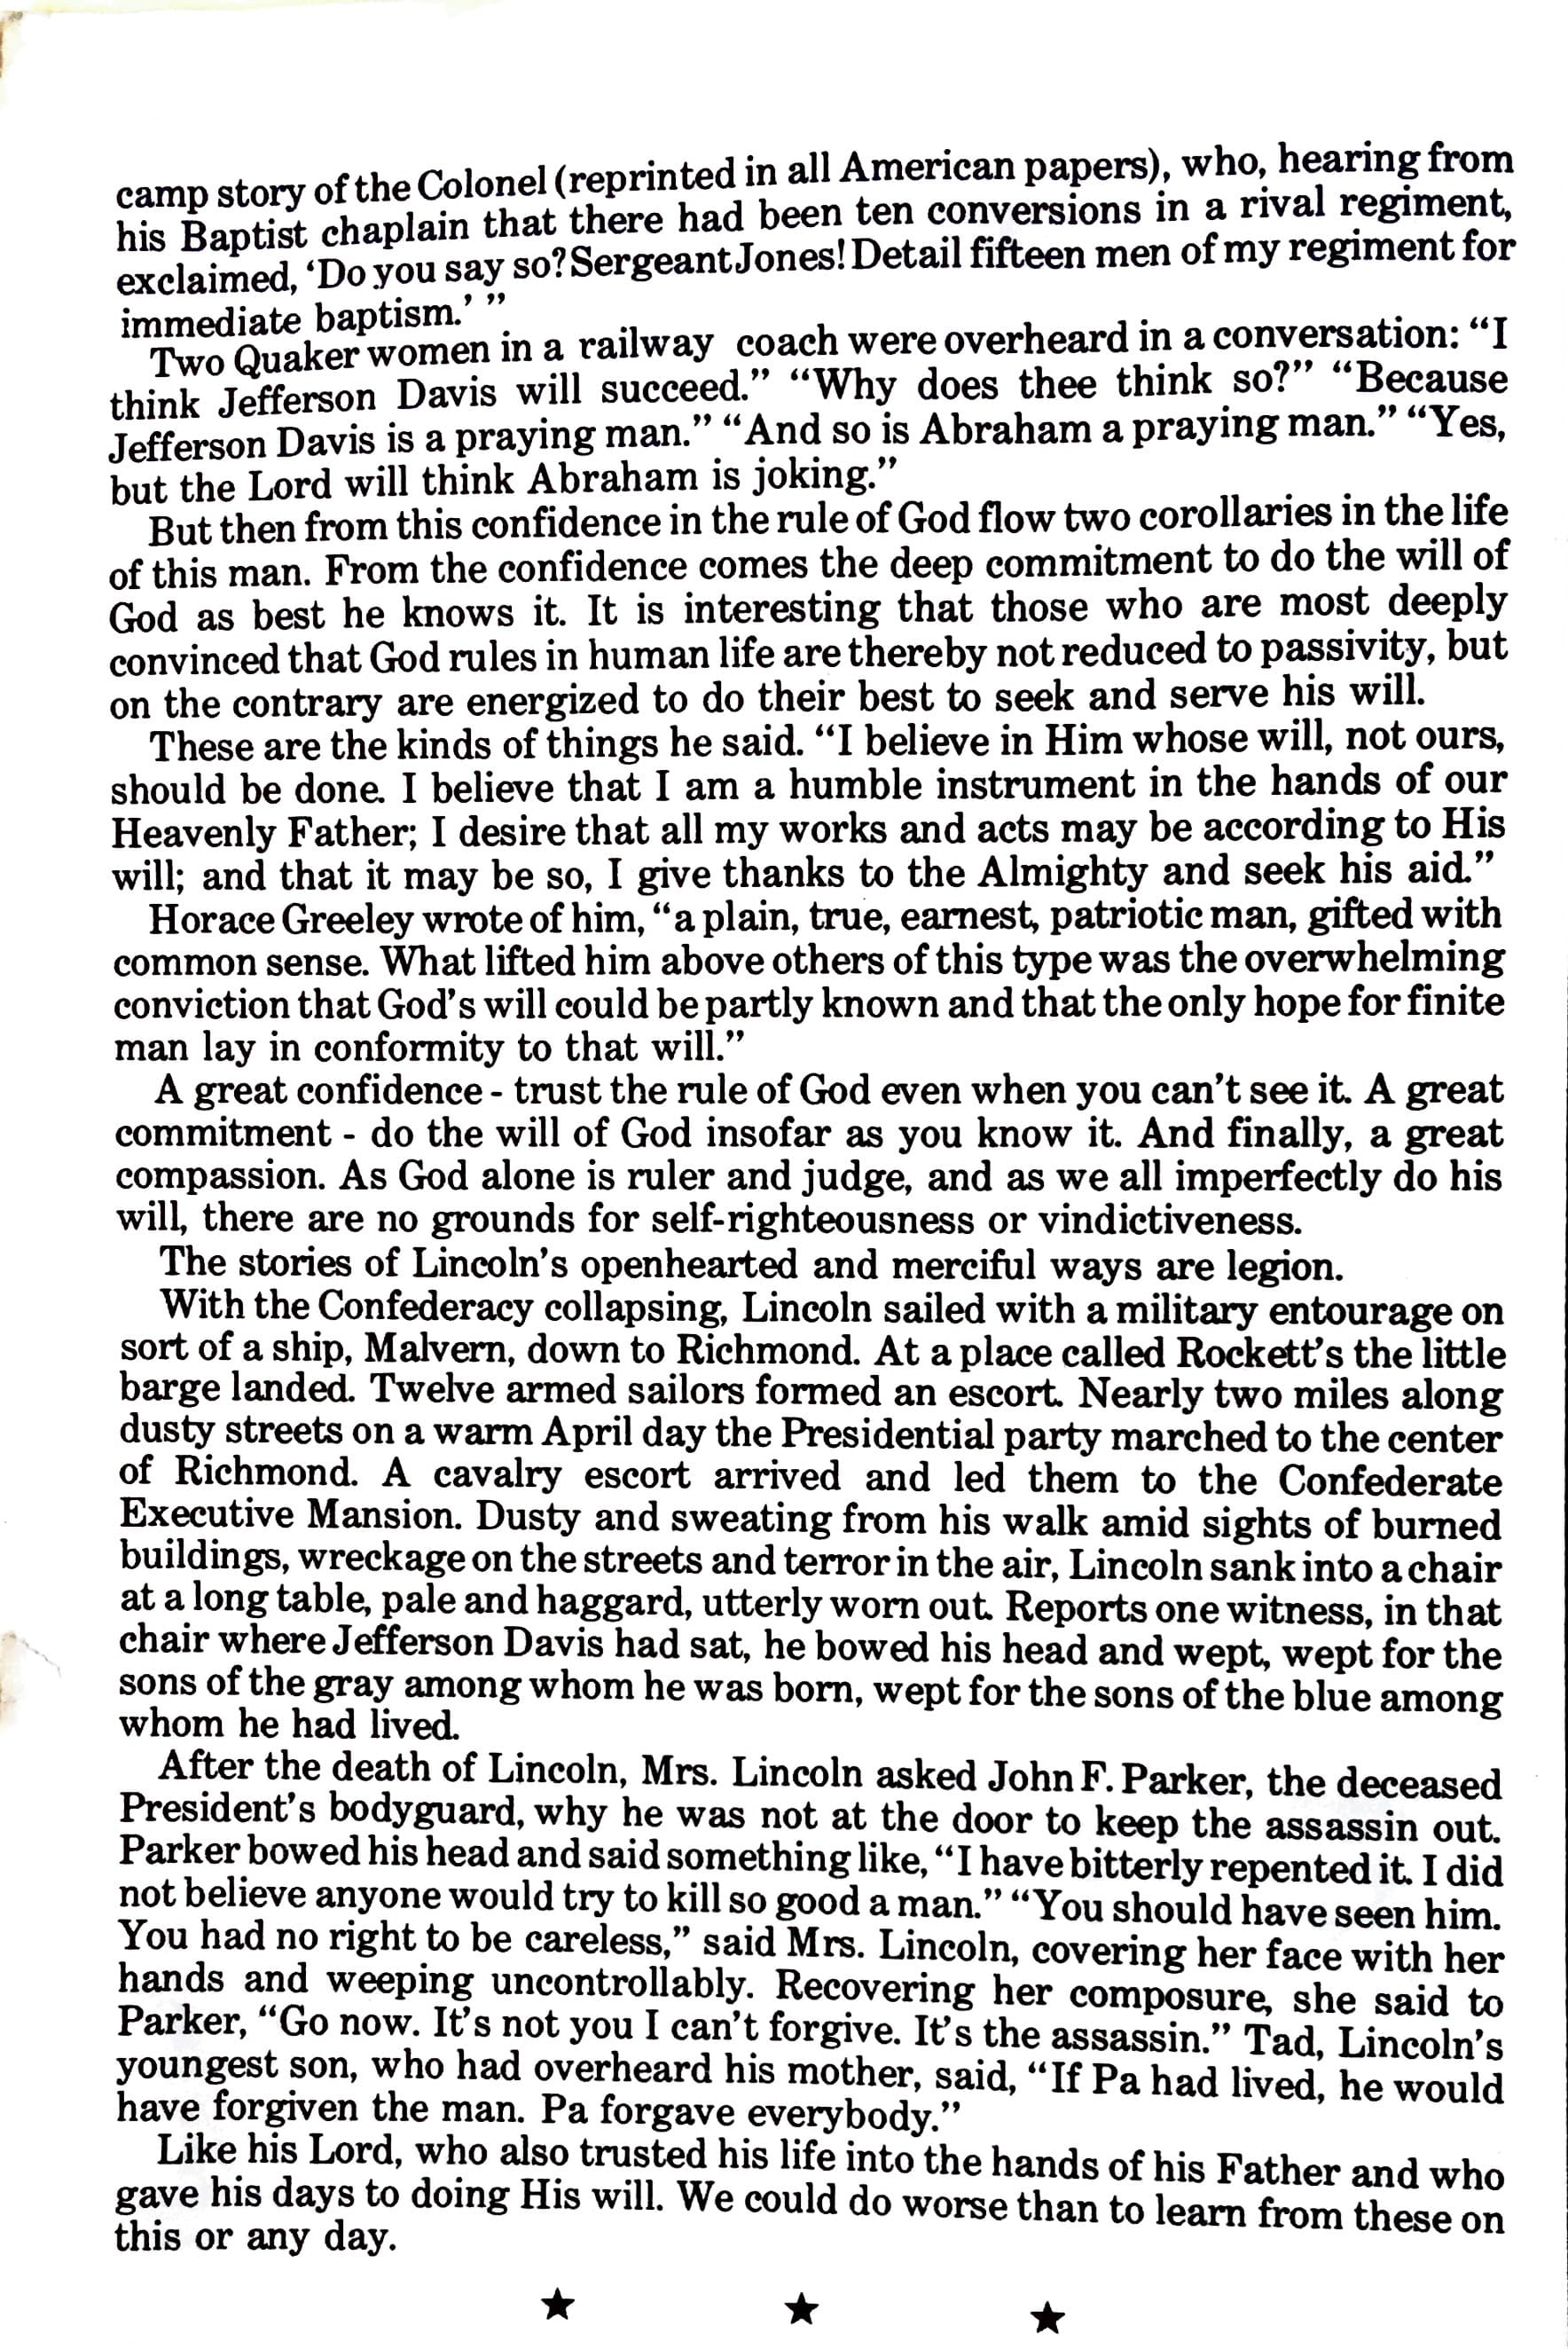 camp story of the Colonel (reprinted in all American papers), who, hearing from
his Baptist chaplain that there had been ten conversions in a rival regiment,
exclaimed, ‘Do you say so? Sergeant Jones! Detail fifteen men of my regiment for
immediate baptism.’ ”
Two Quaker women in a railway coach were overheard in a conversation: “I
think Jefferson Davis will succeed.” “Why does thee think so?” “Because
Jefferson Davis is a praying man.” “And so is Abraham a praying man.” “Yes,
but the Lord will think Abraham is joking.”
But then from this confidence in the rule of God flow two corollaries in the life
of this man. From the confidence comes the deep commitment to do the will of
God as best he knows it. It is interesting that those who are most deeply
convinced that God rules in human life are thereby not reduced to passivity, but
on the contrary are energized to do their best to seek and serve his will.
These are the kinds of things he said. “I believe in Him whose will, not ours,
should be done. I believe that I am a humble instrument in the hands of our
Heavenly Father; I desire that all my works and acts may be according to His
will; and that it may be so, I give thanks to the Almighty and seek his aid.”
Horace Greeley wrote of him, “a plain, true, earnest, patriotic man, gifted with
common sense. What lifted him above others of this type was the overwhelming
conviction that God’s will could be partly known and that the only hope for finite
man lay in conformity to that will.”
A great confidence - trust the rule of God even when you can’t see it. A great
commitment - do the will of God insofar as you know it. And finally, a great
compassion. As God alone is ruler and judge, and as we all imperfectly do his
will, there are no grounds for self-righteousness or vindictiveness.
The stories of Lincoln’s openhearted and merciful ways are legion.
With the Confederacy collapsing, Lincoln sailed with a military entourage on
sort of a ship, Malvern, down to Richmond. At a place called Rockett’s the little
barge landed. Twelve armed sailors formed an escort. Nearly two miles along
dusty streets on a warm April day the Presidential party marched to the center
of Richmond. A cavalry escort arrived and led them to the Confederate
Executive Mansion. Dusty and sweating from his walk amid sights of burned
buildings, wreckage on the streets and terror in the air, Lincoln sank into a chair
at a long table, pale and haggard, utterly worn out. Reports one witness, in that
chair where Jefferson Davis had sat, he bowed his head and wept, wept for the
sons of the gray among whom he was born, wept for the sons of the blue among
whom he had lived.
After the death of Lincoln, Mrs. Lincoln asked John F. Parker, the deceased
President’s bodyguard, why he was not at the door to keep the assassin out.
Parker bowed his head and said something like, “I have bitterly repented it. I did
not believe anyone would try to kill so good a man.” “You should have seen him.
You had no right to be careless,” said Mrs. Lincoln, covering her face with her
hands and weeping uncontrollably. Recovering her composure, she said to
Parker, “Go now. It’s not you I can’t forgive. It’s the assassin.” Tad, Lincoln’s
youngest son, who had overheard his mother, said, “If Pa had lived, he would
have forgiven the man. Pa forgave everybody.”
Like his Lord, who also trusted his life into the hands of his Father and who
gave his days to doing His will. We could do worse than to learn from these on
this or any day.
★ ★ ★